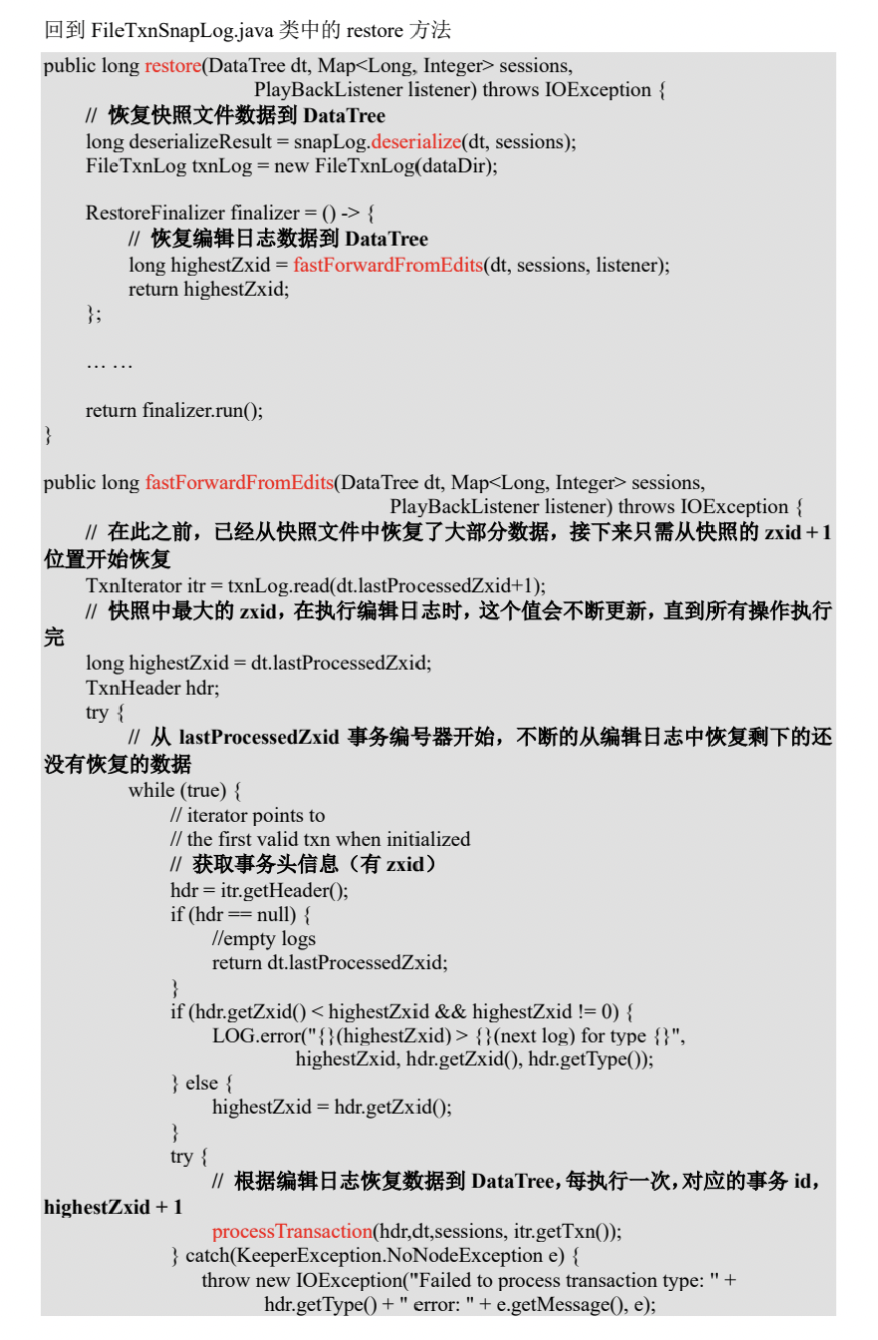 回到 FileTxnSnapLog.java 类中的 restore 方法
public long restore(DataTree dt, Map<Long, Integer> sessions,
PlayBackListener listener) throws IOException {
// 恢复快照文件数据到 DataTree
long deserializeResult = snapLog.deserialize(dt, sessions);
FileTxnLog txnLog = new FileTxnLog(dataDir);
RestoreFinalizer finalizer = () -> {
// 恢复编辑日志数据到 DataTree
long highestZxid = fastForwardFromEdits(dt, sessions, listener);
return highestZxid;
};
… …
return finalizer.run();
}
public long fastForwardFromEdits(DataTree dt, Map<Long, Integer> sessions,
PlayBackListener listener) throws IOException {
// 在此之前，已经从快照文件中恢复了大部分数据，接下来只需从快照的 zxid + 1
位置开始恢复
TxnIterator itr = txnLog.read(dt.lastProcessedZxid+1);
// 快照中最大的 zxid，在执行编辑日志时，这个值会不断更新，直到所有操作执行
完
long highestZxid = dt.lastProcessedZxid;
TxnHeader hdr;
try {
// 从 lastProcessedZxid 事务编号器开始，不断的从编辑日志中恢复剩下的还
没有恢复的数据
while (true) {
// iterator points to
// the first valid txn when initialized
// 获取事务头信息（有 zxid）
hdr = itr.getHeader();
if (hdr == null) {
//empty logs
return dt.lastProcessedZxid;
}
if (hdr.getZxid() < highestZxid && highestZxid != 0) {
LOG.error("{}(highestZxid) > {}(next log) for type {}",
highestZxid, hdr.getZxid(), hdr.getType());
} else {
highestZxid = hdr.getZxid();
}
try {
// 根据编辑日志恢复数据到 DataTree，每执行一次，对应的事务 id，
highestZxid + 1
processTransaction(hdr,dt,sessions, itr.getTxn());
} catch(KeeperException.NoNodeException e) {
throw new IOException("Failed to process transaction type: " +
hdr.getType() + " error: " + e.getMessage(), e);